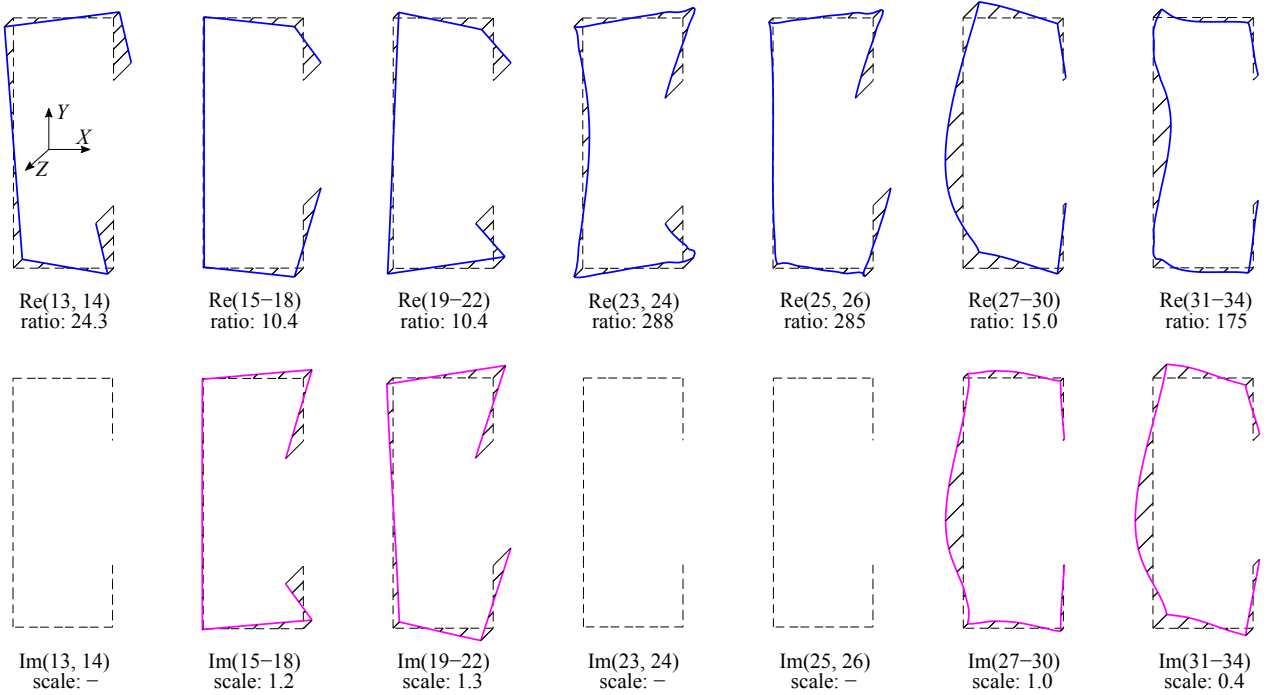 Y
X
Z
Re(13, 14)
ratio: 24.3
Re(15−18)
ratio: 10.4
Re(19−22)
ratio: 10.4
Re(23, 24)
ratio: 288
Re(25, 26)
ratio: 285
Re(27−30)
ratio: 15.0
Re(31−34)
ratio: 175
Im(13, 14)
scale: −
Im(15−18)
scale: 1.2
Im(19−22)
scale: 1.3
Im(23, 24)
scale: −
Im(25, 26)
scale: −
Im(27−30)
scale: 1.0
Im(31−34)
scale: 0.4